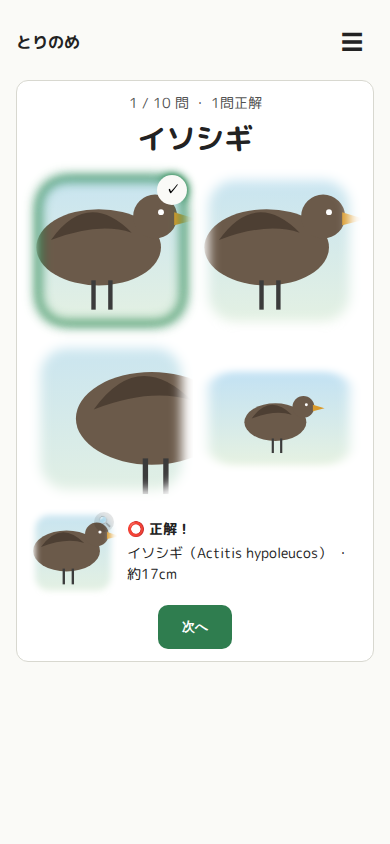 とりのめ
1 / 10 問 · 1問正解
イソシギ
正解！
イソシギ（Actitis hypoleucos） ·
約17cm
次へ